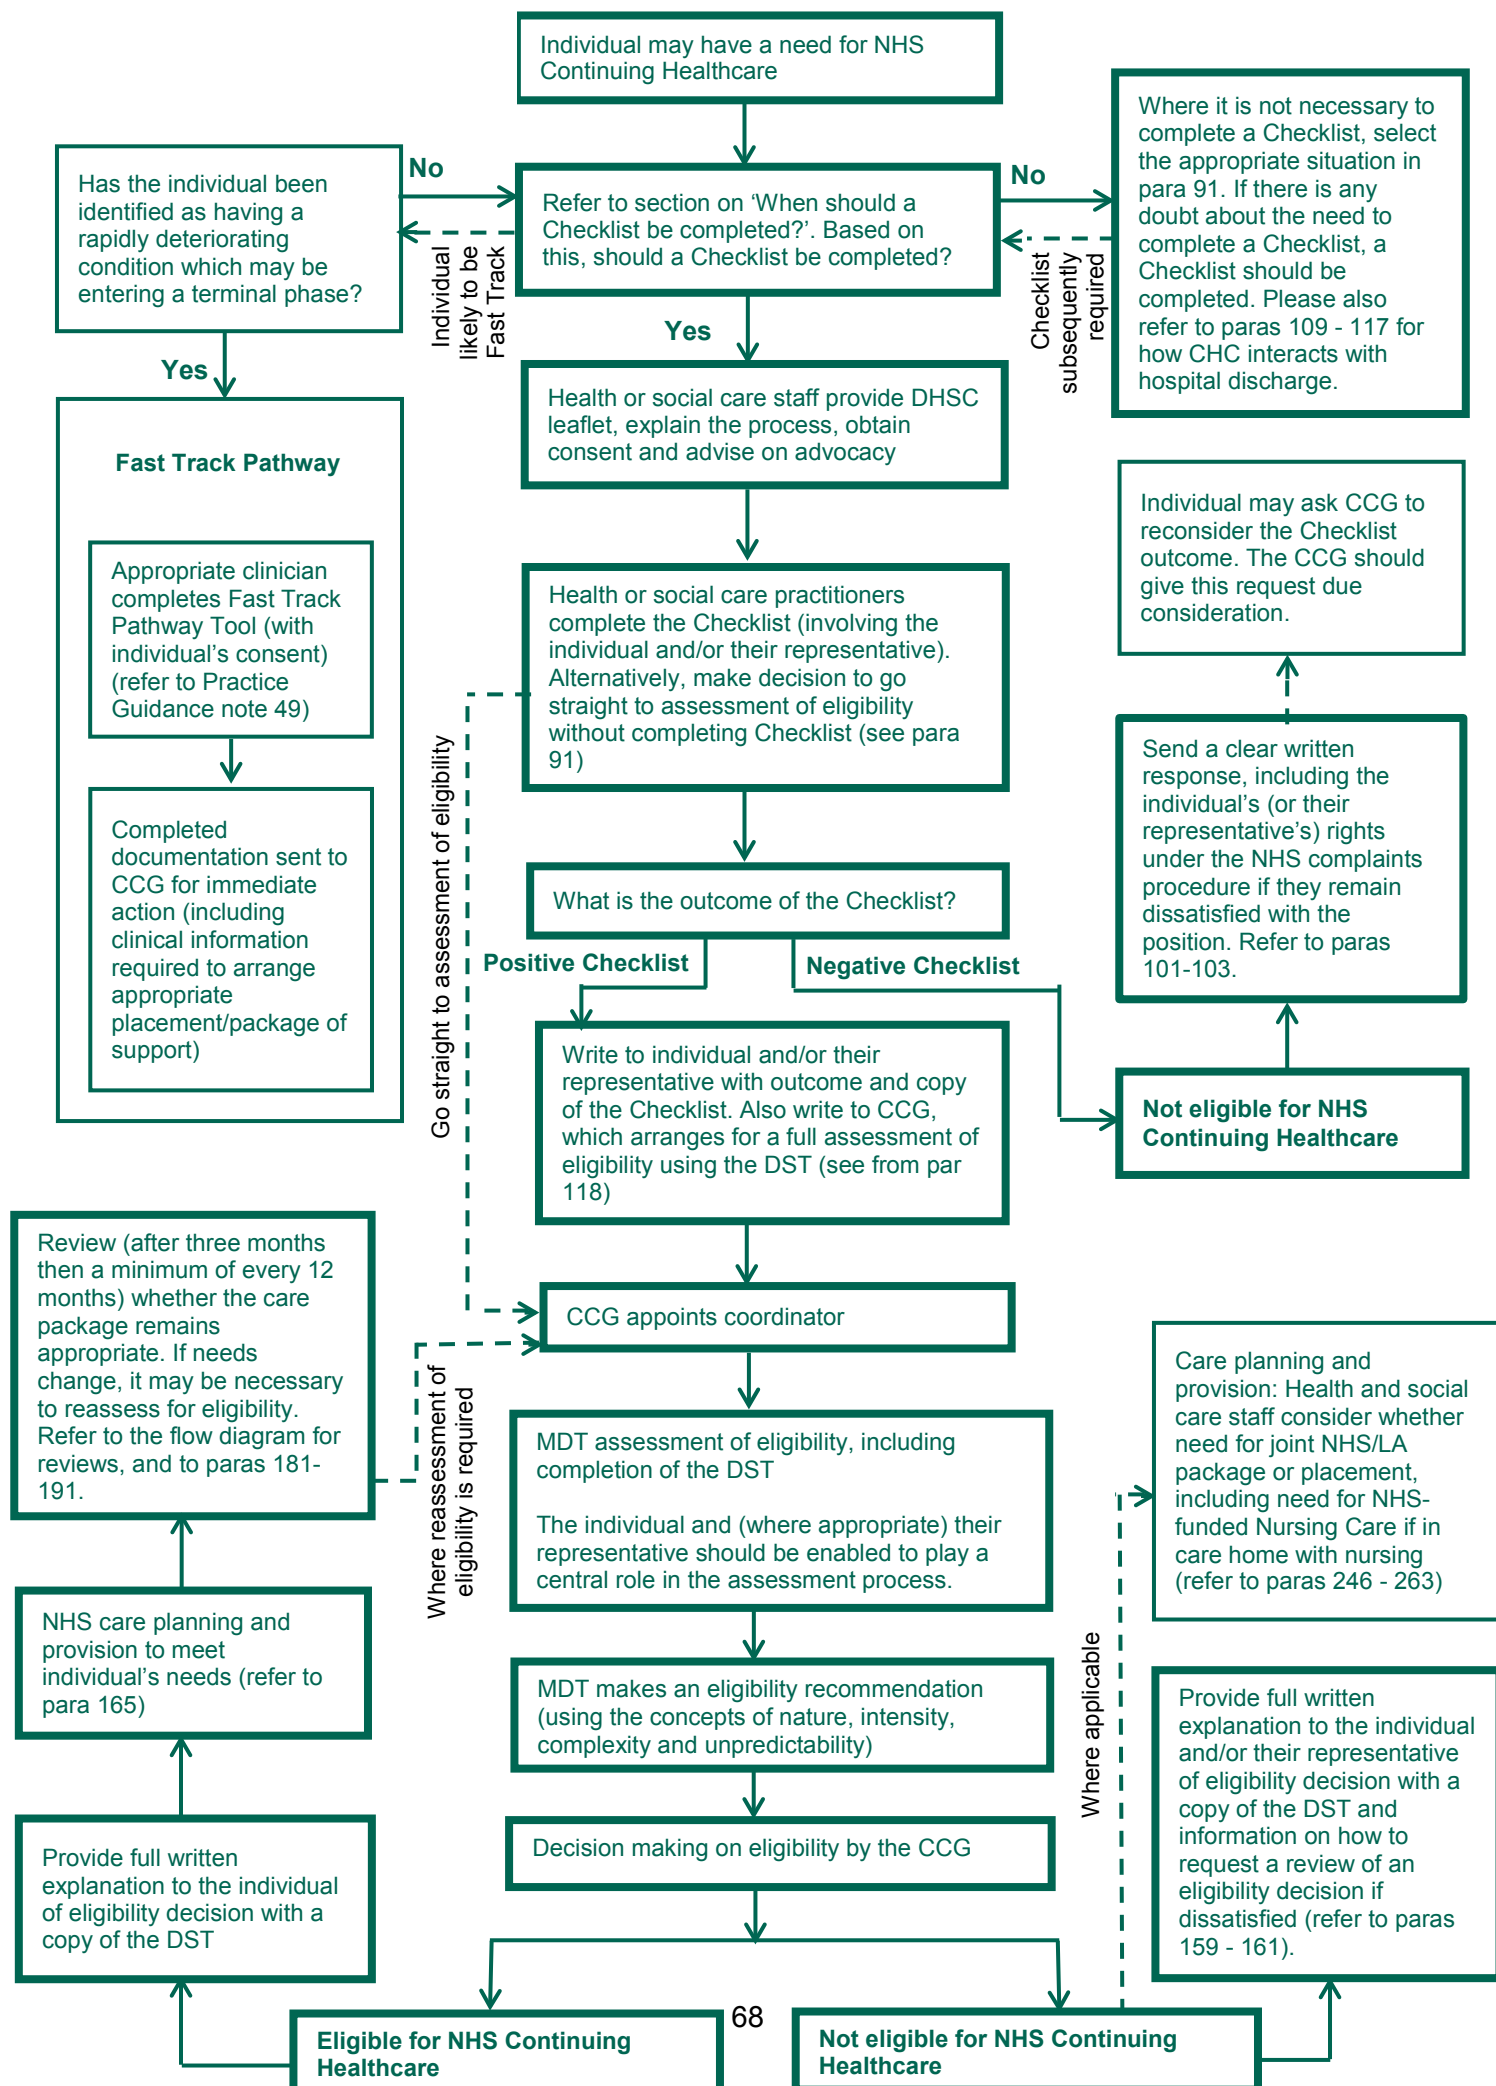 Individual may have a need for NHS
Continuing Healthcare
Where it is not necessary to
complete a Checklist, select
the appropriate situation in
para 91. If there is any
doubt about the need to
complete a Checklist, a
Checklist should be
completed. Please also
refer to paras 109 - 117 for
how CHC interacts with
hospital discharge.
Has the individual been
identified as having a
rapidly deteriorating
condition which may be
entering a terminal phase?
No
Refer to section on ‘When should a
Checklist be completed?’. Based on
this, should a Checklist be completed?
No
Individual
likely to be
Fast Track
Checklist
subsequently
required
Yes
Yes
Health or social care staff provide DHSC
leaflet, explain the process, obtain
consent and advise on advocacy
Fast Track Pathway
Appropriate clinician
completes Fast Track
Pathway Tool (with
individual’s consent)
(refer to Practice
Guidance note 49)
Completed
documentation sent to
CCG for immediate
action (including
clinical information
required to arrange
appropriate
placement/package of
support)
Individual may ask CCG to
reconsider the Checklist
outcome. The CCG should
give this request due
consideration.
Health or social care practitioners
complete the Checklist (involving the
individual and/or their representative).
Alternatively, make decision to go
straight to assessment of eligibility
without completing Checklist (see para
91)
Go straight to assessment of eligibility
Send a clear written
response, including the
individual’s (or their
representative’s) rights
under the NHS complaints
procedure if they remain
dissatisfied with the
position. Refer to paras
101-103.
What is the outcome of the Checklist?
Positive Checklist
Negative Checklist
Write to individual and/or their
representative with outcome and copy
of the Checklist. Also write to CCG,
which arranges for a full assessment of
eligibility using the DST (see from par
118)
Not eligible for NHS
Continuing Healthcare
Review (after three months
then a minimum of every 12
months) whether the care
package remains
appropriate. If needs
change, it may be necessary
to reassess for eligibility.
Refer to the flow diagram for
reviews, and to paras 181-
191.
CCG appoints coordinator
Where reassessment of
eligibility is required
MDT assessment of eligibility, including
completion of the DST
The individual and (where appropriate) their
representative should be enabled to play a
central role in the assessment process.
Care planning and
provision: Health and social
care staff consider whether
need for joint NHS/LA
package or placement,
including need for NHS-
funded Nursing Care if in
care home with nursing
(refer to paras 246 - 263)
NHS care planning and
provision to meet
individual’s needs (refer to
para 165)
MDT makes an eligibility recommendation
(using the concepts of nature, intensity,
complexity and unpredictability)
Where applicable
Provide full written
explanation to the individual
and/or their representative
of eligibility decision with a
copy of the DST and
information on how to
request a review of an
eligibility decision if
dissatisfied (refer to paras
159 - 161).
Decision making on eligibility by the CCG
Provide full written
explanation to the individual
of eligibility decision with a
copy of the DST
68
Eligible for NHS Continuing
Healthcare
Not eligible for NHS Continuing
Healthcare